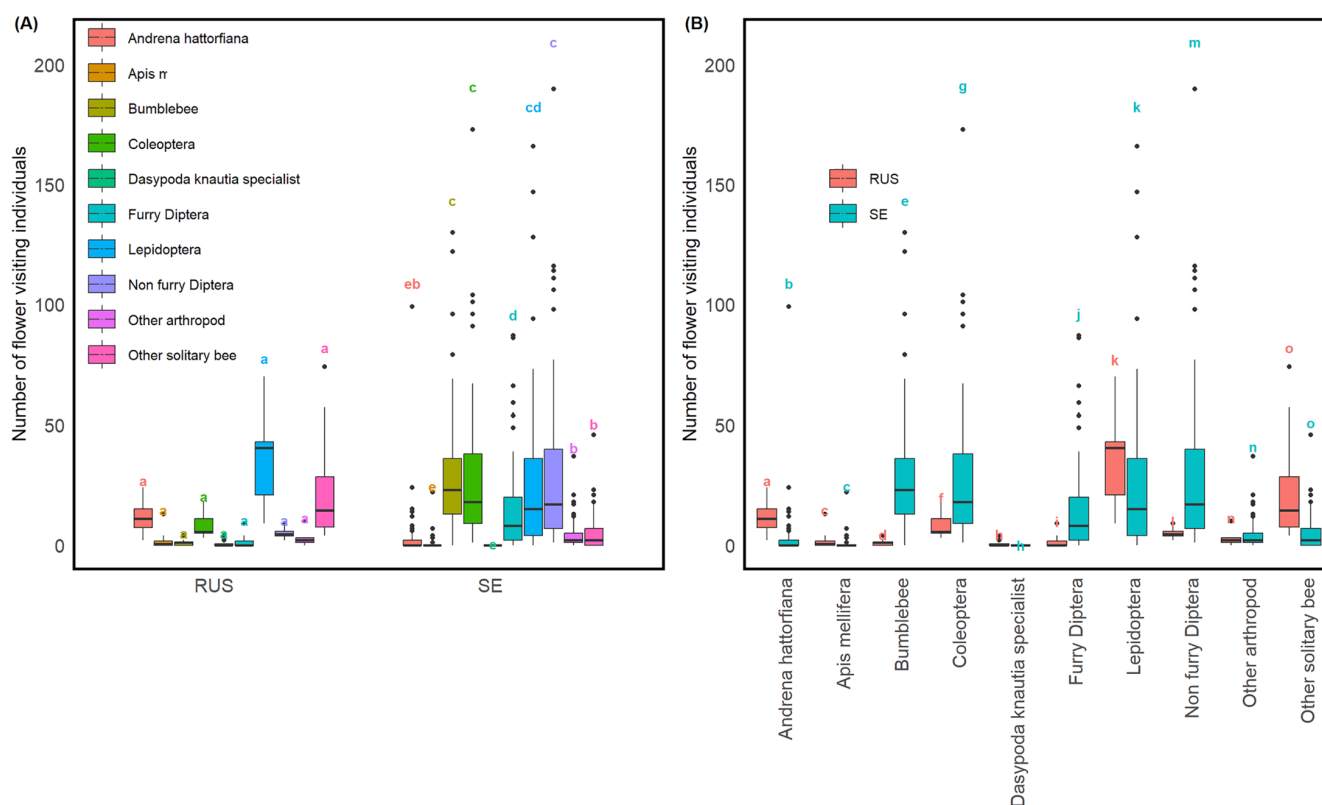 (A)
Number of flower visiting individuals
200
150
100
50
0
Andrena hattorfiana
Apis m
Bumblebee
Coleoptera
Dasypoda knautia specialist
Furry Diptera
Lepidoptera
Non furry Diptera
Other arthropod
Other solitary bee
a a a a a a a a a a
eb e c c e d cd c b b
RUS SE
(B)
Number of flower visiting individuals
200
150
100
50
0
RUS
SE
a b c c d e f g h h i j k k l m n n o o
Andrena hattorfiana
Apis mellifera
Bumblebee
Coleoptera
Dasypoda knautia specialist
Furry Diptera
Lepidoptera
Non furry Diptera
Other arthropod
Other solitary bee